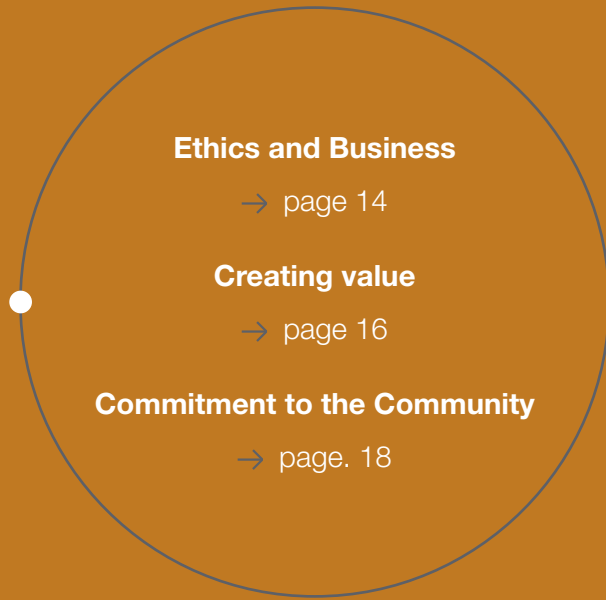 Ethics and Business
→ page 14
Creating value
→ page 16
Commitment to the Community
→ page. 18